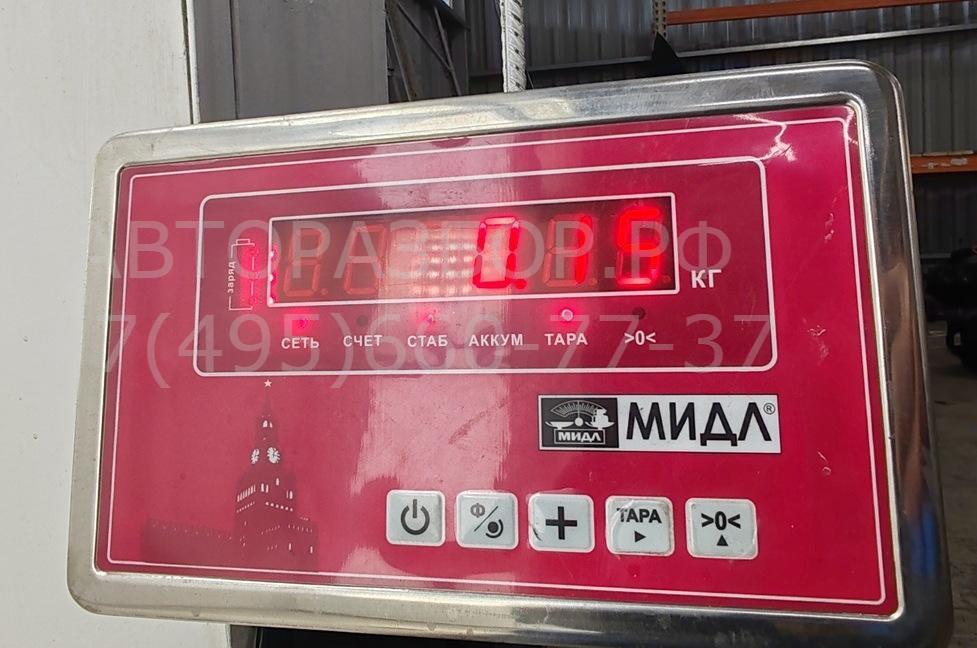 АВТОРАЗБОР.РФ
заряд
0.15
КГ
7(495)660-77-37
СЕТЬ СЧЕТ СТАБ АККУМ ТАРА >0<
МИДЛ МИДЛ®
Ф ТАРА >0<